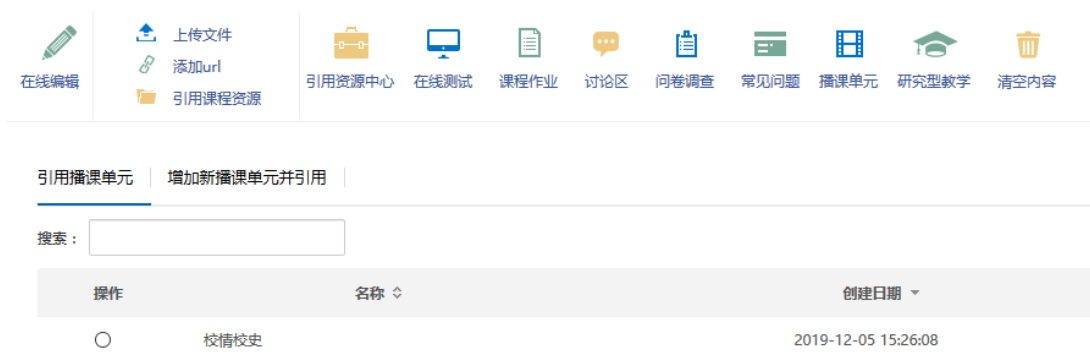 在线编辑
上传文件
添加url
引用课程资源
引用资源中心 在线测试 课程作业 讨论区 问卷调查 常见问题 播课单元 研究型教学 清空内容
引用播课单元 增加新播课单元并引用
搜索：
操作 名称 创建日期
校情校史 2019-12-05 15:26:08